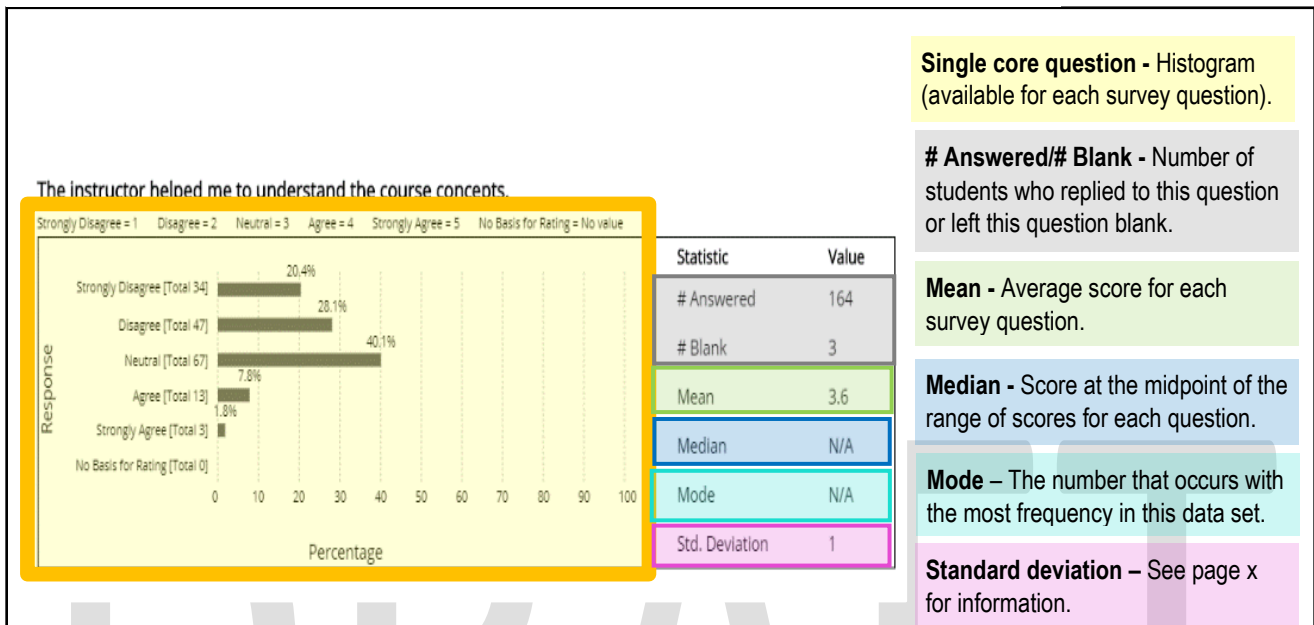 The instructor helped me to understand the course concepts.
Strongly Disagree = 1 Disagree = 2 Neutral = 3 Agree = 4 Strongly Agree = 5 No Basis for Rating = No value
Response
Strongly Disagree [Total 34]
20.4%
Disagree [Total 47]
28.1%
Neutral [Total 67]
40.1%
Agree [Total 13]
7.8%
Strongly Agree [Total 3]
1.8%
No Basis for Rating [Total 0]
0 10 20 30 40 50 60 70 80 90 100
Percentage
Statistic Value
# Answered 164
# Blank 3
Mean 3.6
Median N/A
Mode N/A
Std. Deviation 1
Single core question - Histogram
(available for each survey question).
# Answered/# Blank - Number of
students who replied to this question
or left this question blank.
Mean - Average score for each
survey question.
Median - Score at the midpoint of the
range of scores for each question.
Mode – The number that occurs with
the most frequency in this data set.
Standard deviation – See page x
for information.